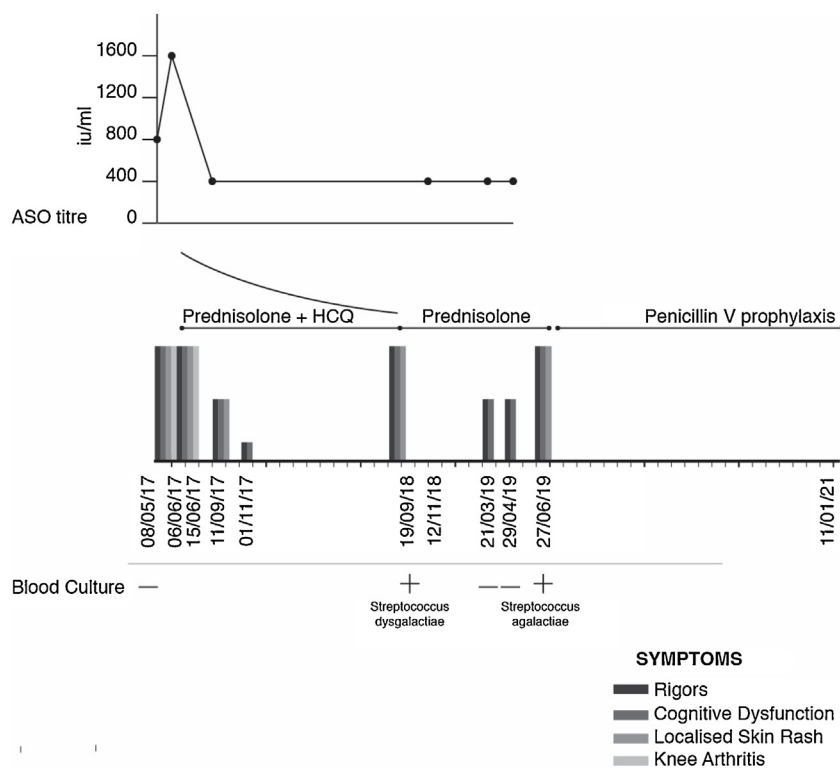 1600
1200
800
400
0
iu/ml
ASO titre
Prednisolone + HCQ
Prednisolone
Penicillin V prophylaxis
08/05/17
06/06/17
15/06/17
11/09/17
01/11/17
19/09/18
12/11/18
21/03/19
29/04/19
27/06/19
11/01/21
Blood Culture
Streptococcus
dysgalactiae
Streptococcus
agalactiae
SYMPTOMS
Rigors
Cognitive Dysfunction
Localised Skin Rash
Knee Arthritis